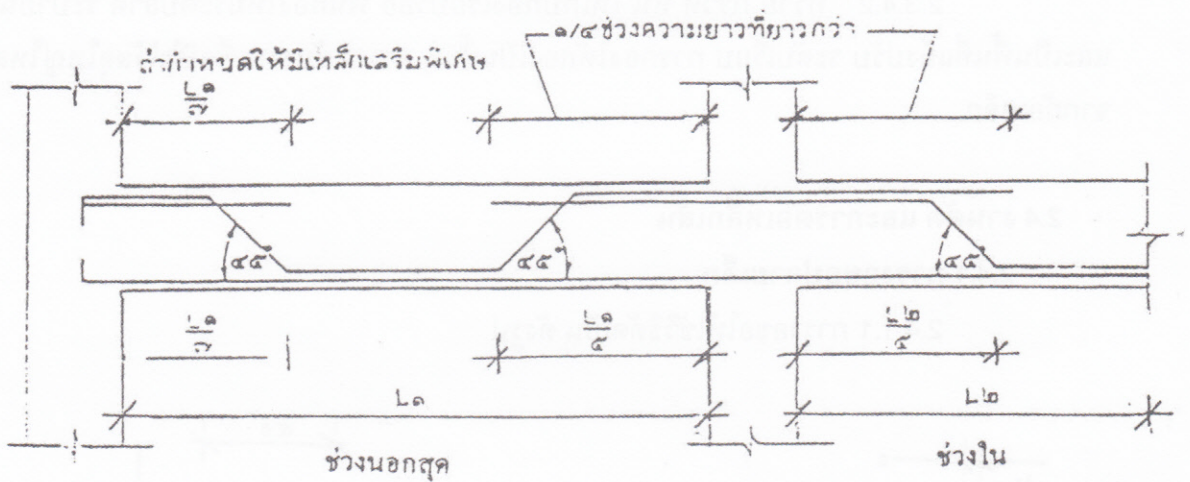 ๑/๔ ช่วงความยาวที่ยาวกว่า
ถ้ากำหนดให้มีเหล็กเสริมพิเศษ
L๑/๗
๔๕°
๔๕°
๔๕°
L๑/๗
L๑/๕
L๒/๕
L๑
L๒
ช่วงนอกสุด
ช่วงใน